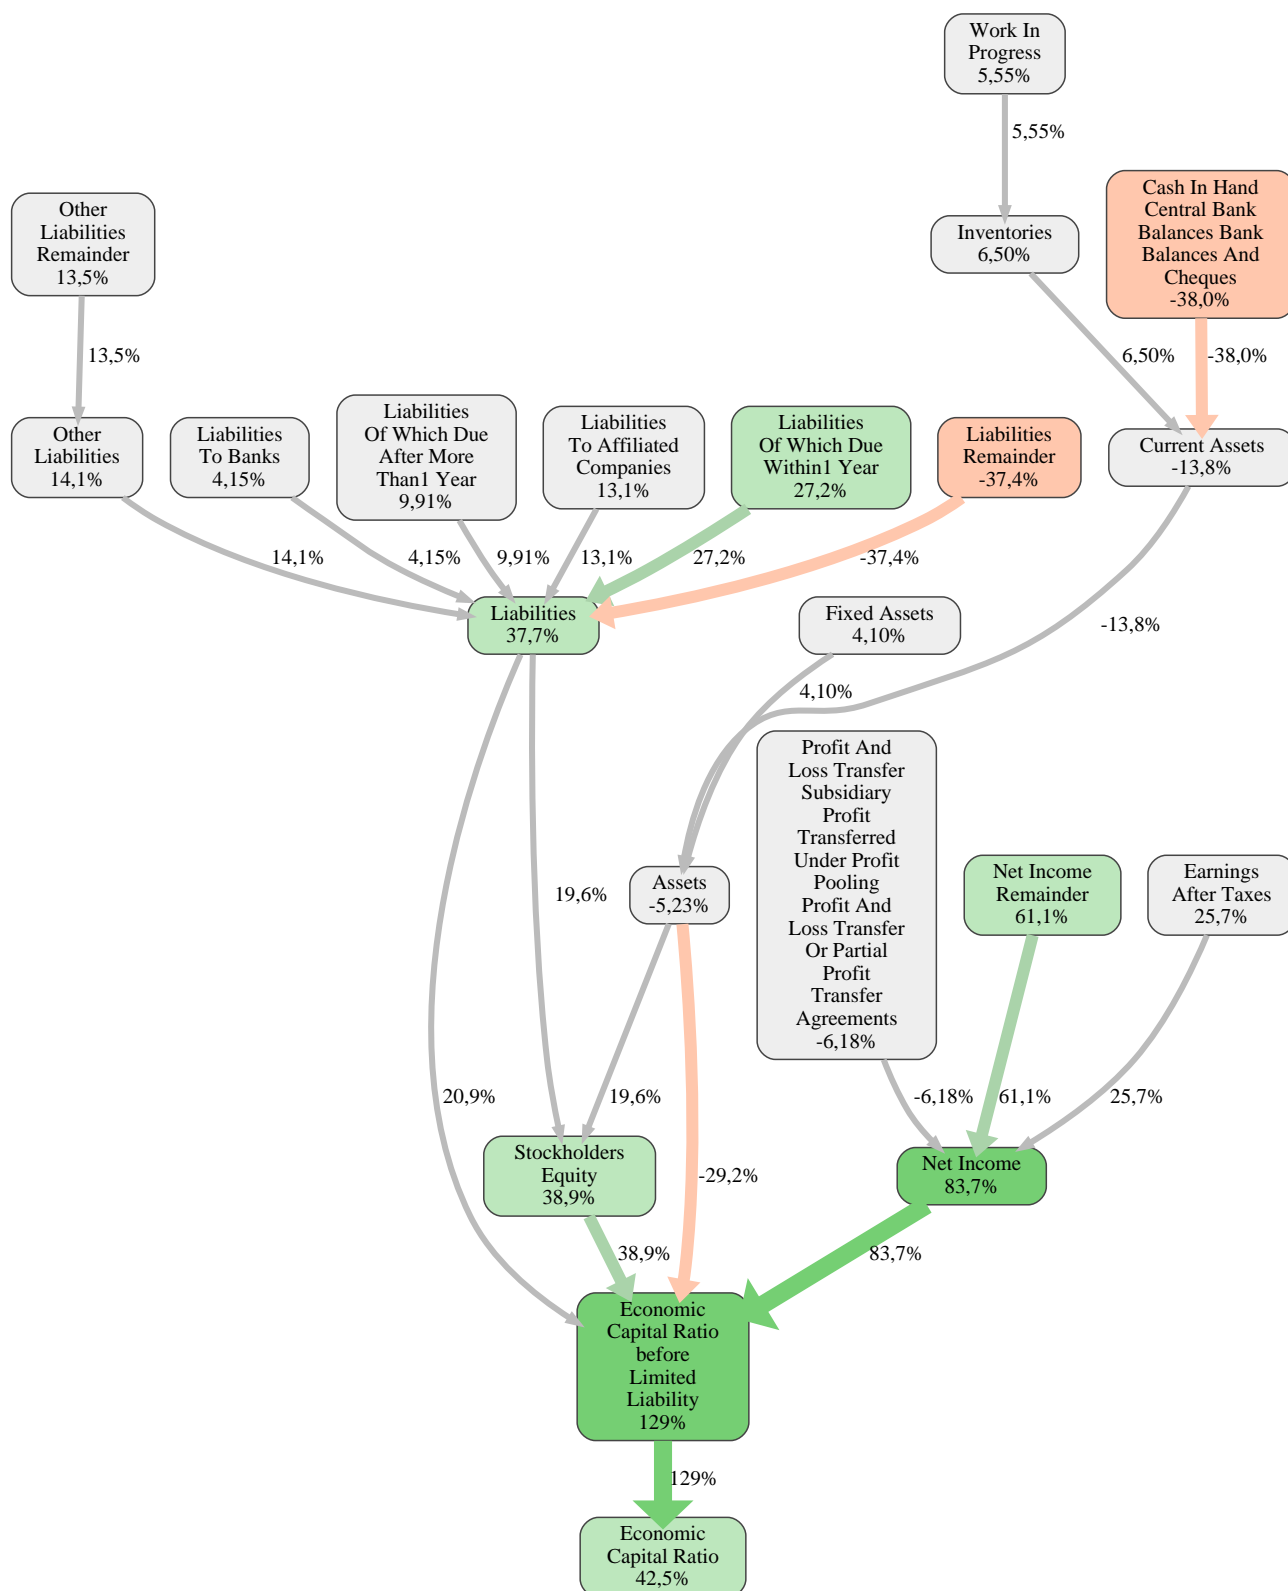 Work In
Progress
5,55%
5,55%
Other
Liabilities
Remainder
13,5%
Inventories
6,50%
Cash In Hand
Central Bank
Balances Bank
Balances And
Cheques
-38,0%
13,5%
6,50%
-38,0%
Other
Liabilities
14,1%
Liabilities
To Banks
4,15%
Liabilities
Of Which Due
After More
Than1 Year
9,91%
Liabilities
To Affiliated
Companies
13,1%
Liabilities
Of Which Due
Within1 Year
27,2%
Liabilities
Remainder
-37,4%
Current Assets
-13,8%
14,1%
4,15%
9,91%
13,1%
27,2%
-37,4%
Liabilities
37,7%
Fixed Assets
4,10%
-13,8%
4,10%
Profit And
Loss Transfer
Subsidiary
Profit
Transferred
Under Profit
Pooling
Profit And
Loss Transfer
Or Partial
Profit
Transfer
Agreements
-6,18%
19,6%
Assets
-5,23%
Net Income
Remainder
61,1%
Earnings
After Taxes
25,7%
20,9%
19,6%
-6,18%
61,1%
25,7%
Stockholders
Equity
38,9%
-29,2%
Net Income
83,7%
38,9%
83,7%
Economic
Capital Ratio
before
Limited
Liability
129%
129%
Economic
Capital Ratio
42,5%